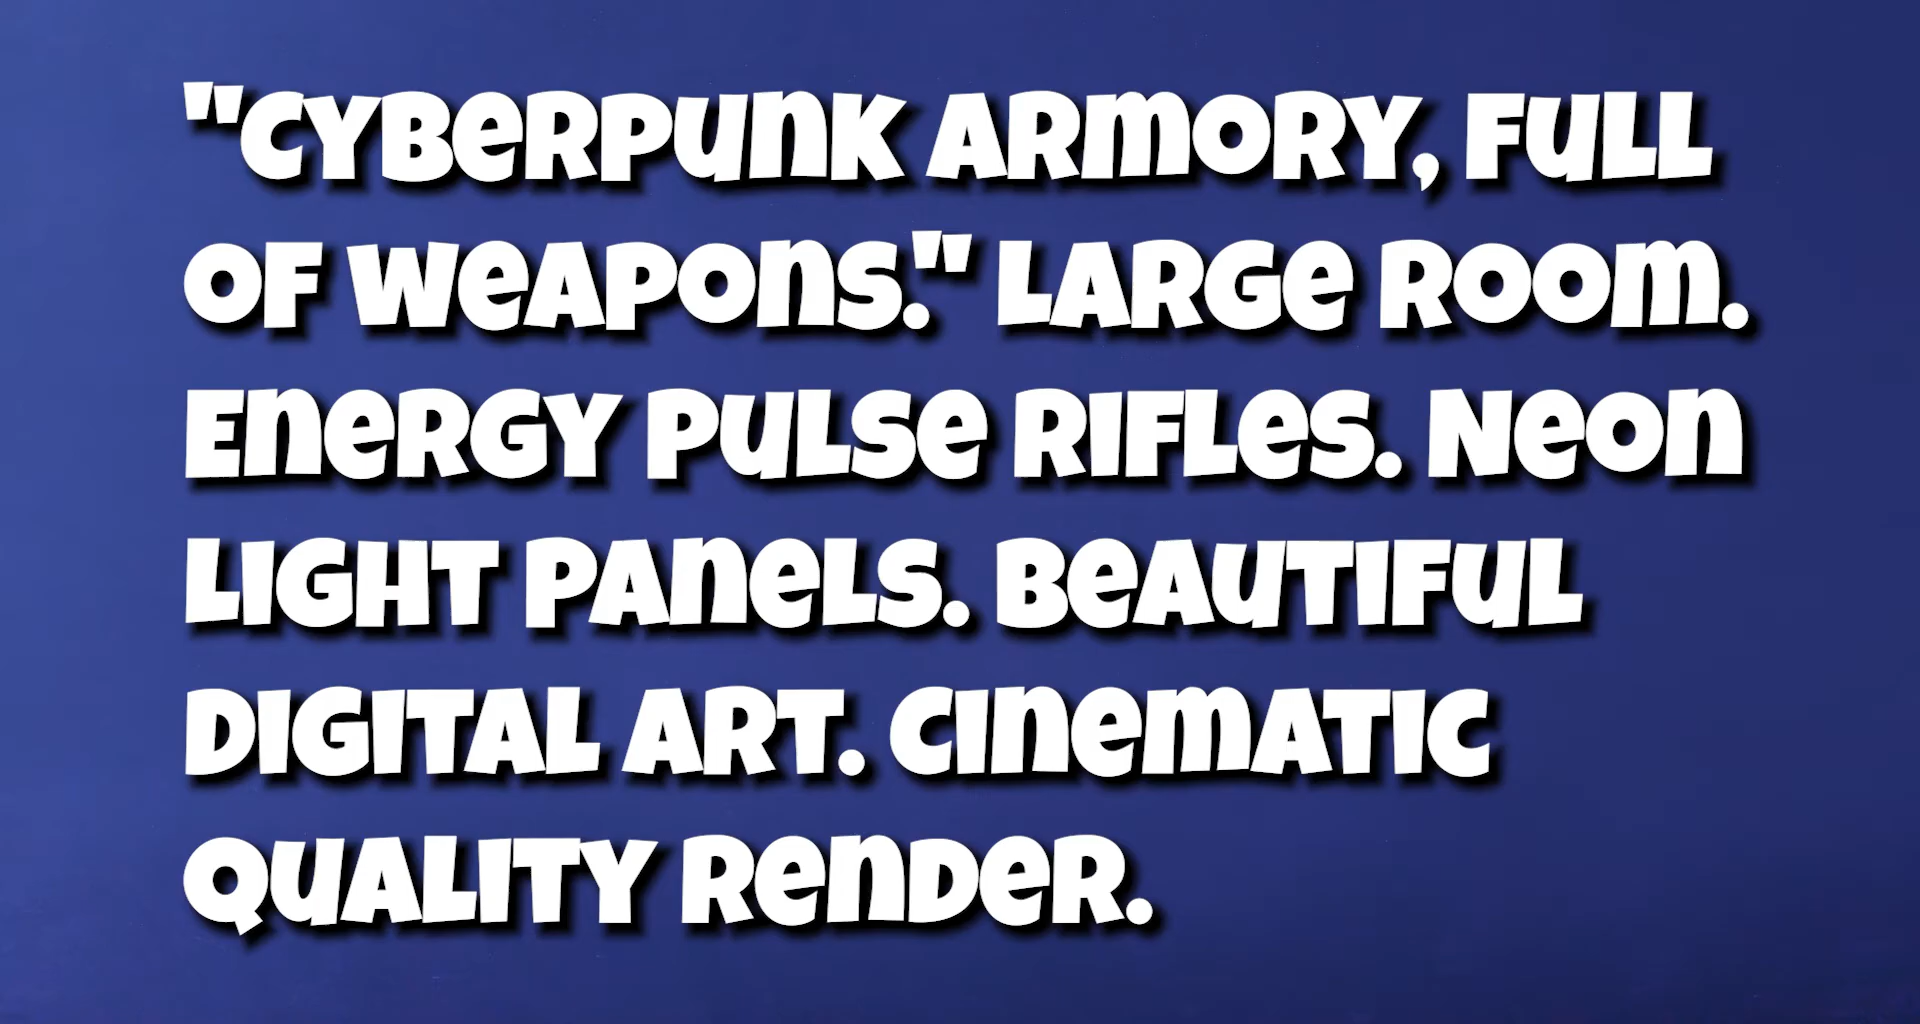 "Cyberpunk armory, full
of weapons." Large room.
Energy pulse rifles. Neon
light panels. Beautiful
digital art. Cinematic
quality render.